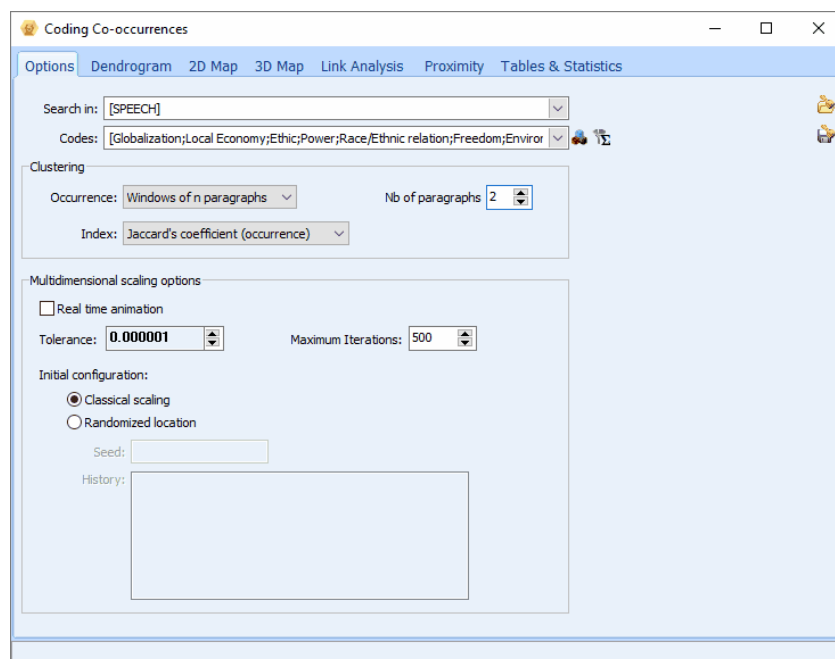 Coding Co-occurrences
Options Dendrogram 2D Map 3D Map Link Analysis Proximity Tables & Statistics
Search in: [SPEECH]
Codes: [Globalization;Local Economy;Ethic;Power;Race/Ethnic relation;Freedom;Environ
Clustering
Occurrence: Windows of n paragraphs Nb of paragraphs 2
Index: Jaccard's coefficient (occurrence)
Multidimensional scaling options
Real time animation
Tolerance: 0.000001 Maximum Iterations: 500
Initial configuration:
Classical scaling
Randomized location
Seed:
History: